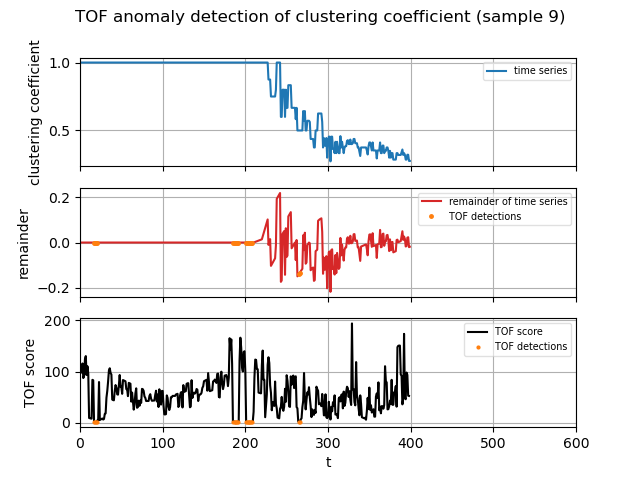 TOF anomaly detection of clustering coefficient (sample 9)
clustering coefficient
1.0
0.5
time series
remainder
0.2
0.0
−0.2
remainder of time series
TOF detections
TOF score
200
100
0
TOF score
TOF detections
0 100 200 300 400 500 600
t